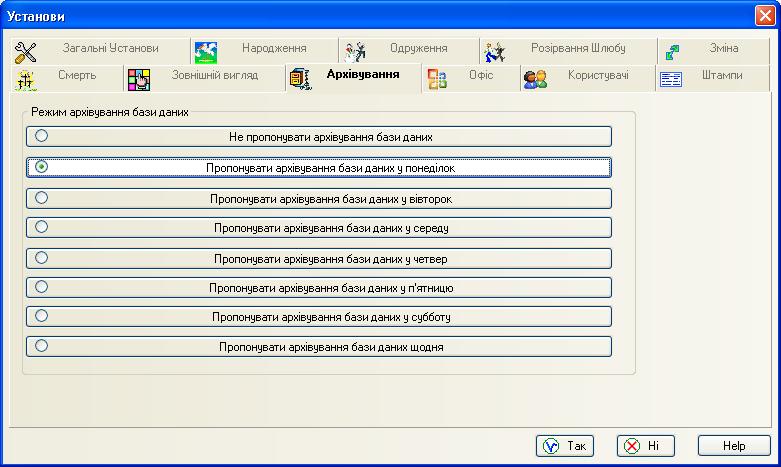 Установи
Загальні Установи Народження Одруження Розірвання Шлюбу Зміна
Смерть Зовнішній вигляд Архівування Офіс Користувачі Штампи
Режим архівування бази даних
Не пропонувати архівування бази даних
Пропонувати архівування бази даних у понеділок
Пропонувати архівування бази даних у вівторок
Пропонувати архівування бази даних у середу
Пропонувати архівування бази даних у четвер
Пропонувати архівування бази даних у п'ятницю
Пропонувати архівування бази даних у субботу
Пропонувати архівування бази даних щодня
Так Ні Help